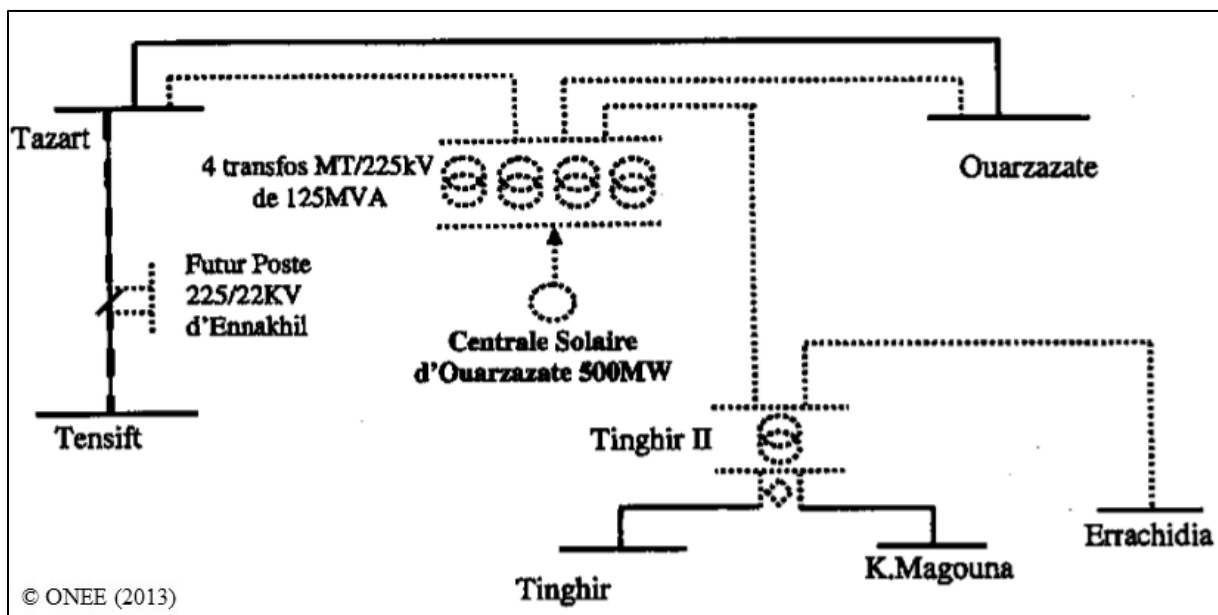 Tazart
4 transfos MT/225kV
de 125MVA
Ouarzazate
Futur Poste
225/22KV
d'Ennakhil
Centrale Solaire
d'Ouarzazate 500MW
Tensift
Tinghir II
Errachidia
K.Magouna
Tinghir
© ONEE (2013)